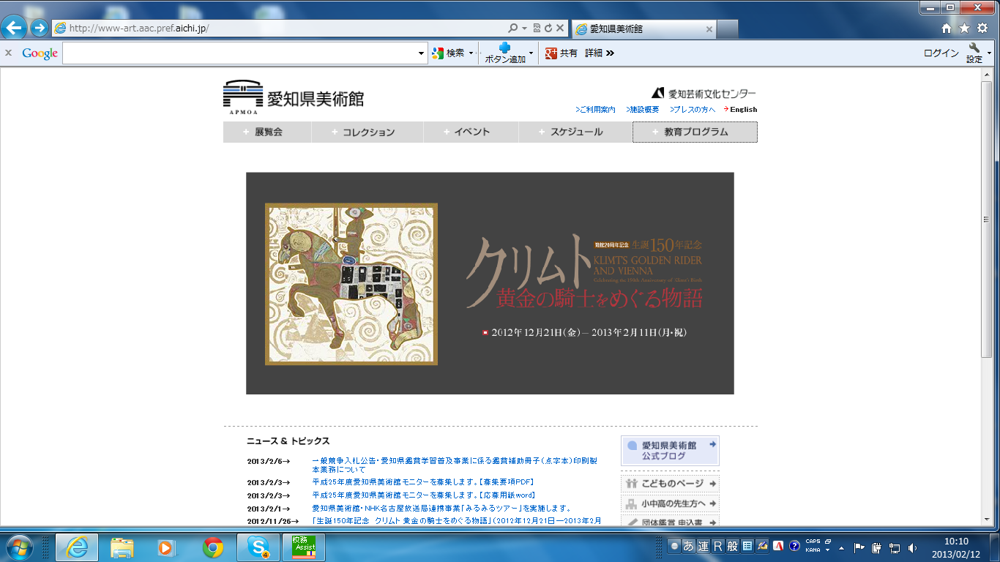 http://www-art.aac.pref.aichi.jp/
愛知県美術館
Google
検索
ボタン追加
共有 詳細
ログイン
設定
愛知県美術館
APMOA
愛知芸術文化センター
>ご利用案内 >施設概要 >プレスの方へ English
展覧会 コレクション イベント スケジュール 教育プログラム
クリムト
開館20周年記念 生誕150年記念
KLIMT'S GOLDEN RIDER
AND VIENNA
Celebrating the 150th Anniversary of Klimt's Birth
黄金の騎士をめぐる物語
2012年12月21日(金)— 2013年2月11日(月・祝)
ニュース & トピックス
2013/2/6→ 一般競争入札公告・愛知県鑑賞学習普及事業に係る鑑賞補助冊子(点字本)印刷製
本業務について
2013/2/3→ 平成25年度愛知県美術館モニターを募集します。【募集要項PDF】
2013/2/3→ 平成25年度愛知県美術館モニターを募集します。【応募用紙word】
2013/2/1→ 愛知県美術館・NHK名古屋放送局連携事業「みるみるツアー」を実施します。
2012/11/26→ 「生誕150年記念 クリムト 黄金の騎士をめぐる物語」(2012年12月21日—2013年2月
愛知県美術館
公式ブログ
こどものページ
小中高の先生方へ
団体鑑賞 申込書
校務
Assist
4
あ 連 R 般
CAPS
KANA
10:10
2013/02/12